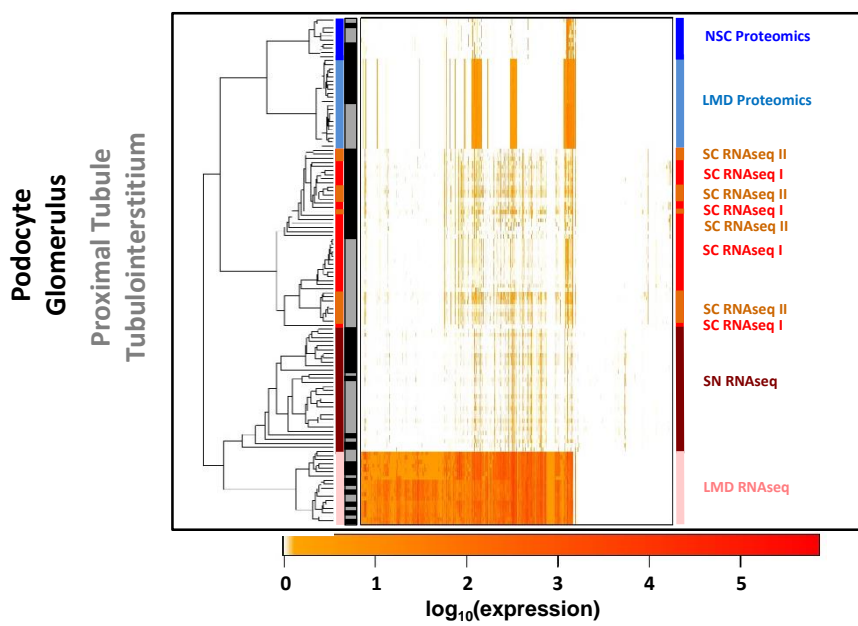 Podocyte
Glomerulus
Proximal Tubule
Tubulointerstitium
NSC Proteomics
LMD Proteomics
SC RNAseq II
SC RNAseq I
SC RNAseq II
SC RNAseq I
SC RNAseq II
SC RNAseq I
SC RNAseq II
SC RNAseq I
SN RNAseq
LMD RNAseq
0 1 2 3 4 5
log₁₀(expression)